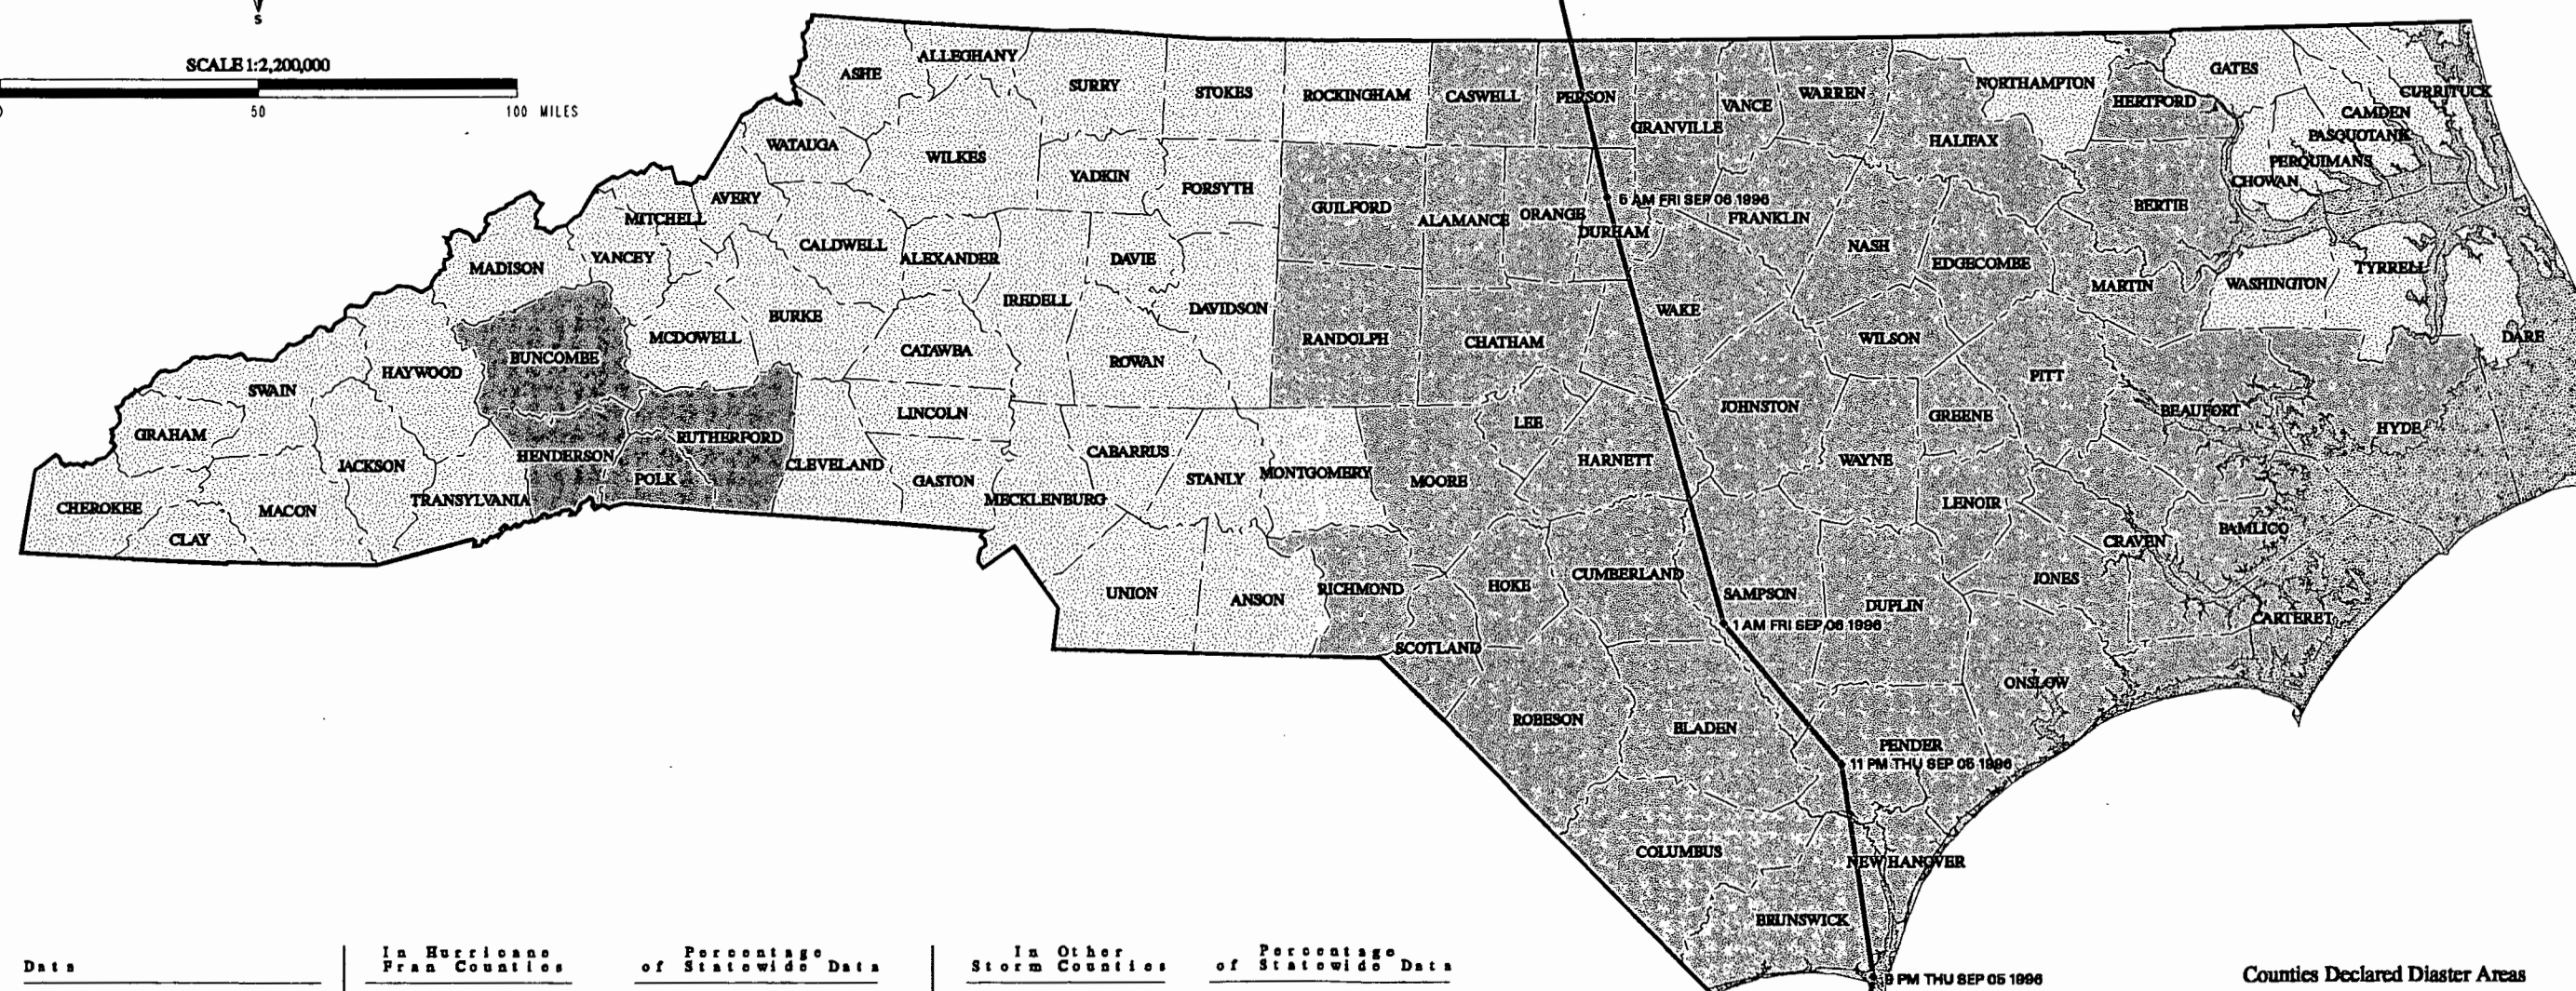 S
SCALE 1:2,200,000
0 50 100 MILES
ALLEGHANY
ASHE
SURRY
STOKES
ROCKINGHAM
CASWELL
PERSON
GRANVILLE
VANCE
WARREN
NORTHAMPTON
HALIFAX
HERTFORD
GATES
CURRITUCK
CAMDEN
PASQUOTANK
PERQUIMANS
CHOWAN
WATAUGA
WILKES
YADKIN
FORSYTH
GUILFORD
ALAMANCE
ORANGE
DURHAM
5 AM FRI SEP 06 1996
FRANKLIN
NASH
EDGECOMBE
BERTIE
MARTIN
WASHINGTON
TYRRELL
DARE
AVERY
MITCHELL
YANCEY
MADISON
CALDWELL
ALEXANDER
DAVIE
IREDELL
DAVIDSON
BURKE
MCDOWELL
BUNCOMBE
CATAWBA
ROWAN
RANDOLPH
CHATHAM
WAKE
WILSON
PITT
HAYWOOD
SWAIN
GRAHAM
LINCOLN
LEE
JOHNSTON
GREENE
BEAUFORT
HYDE
RUTHERFORD
HENDERSON
POLK
CLEVELAND
GASTON
MECKLENBURG
CABARRUS
STANLY
MONTGOMERY
MOORE
HARNETT
WAYNE
LENOIR
CRAVEN
PAMLICO
JACKSON
TRANSYLVANIA
MACON
CHEROKEE
CLAY
UNION
ANSON
RICHMOND
HOKE
CUMBERLAND
SAMPSON
DUPLIN
JONES
CARTERET
1 AM FRI SEP 06 1996
SCOTLAND
ROBESON
BLADEN
ONSLOW
PENDER
11 PM THU SEP 05 1996
COLUMBUS
NEW HANOVER
BRUNSWICK
9 PM THU SEP 05 1996
Data
In Hurricane
Fran Counties
Percentage
of Statewide Data
In Other
Storm Counties
Percentage
of Statewide Data
Counties Declared Diaster Areas